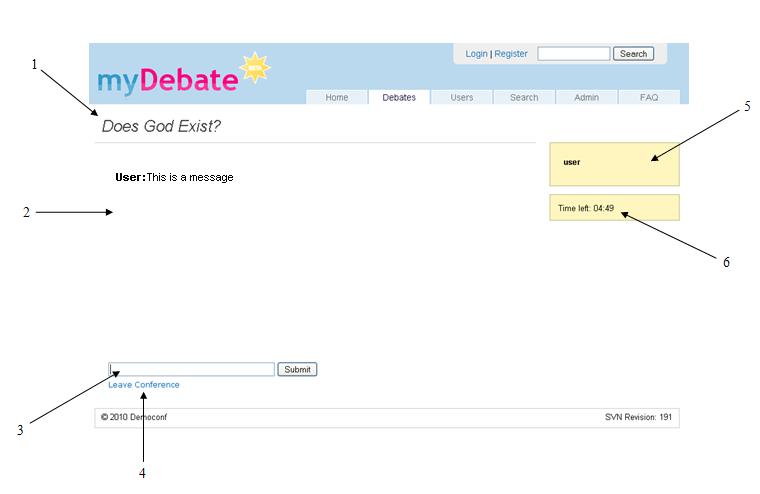 Login | Register Search
1
myDebate
Home Debates Users Search Admin FAQ
5
Does God Exist?
user
User:This is a message
2
Time left: 04:49
6
Submit
Leave Conference
3
© 2010 Democonf SVN Revision: 191
4